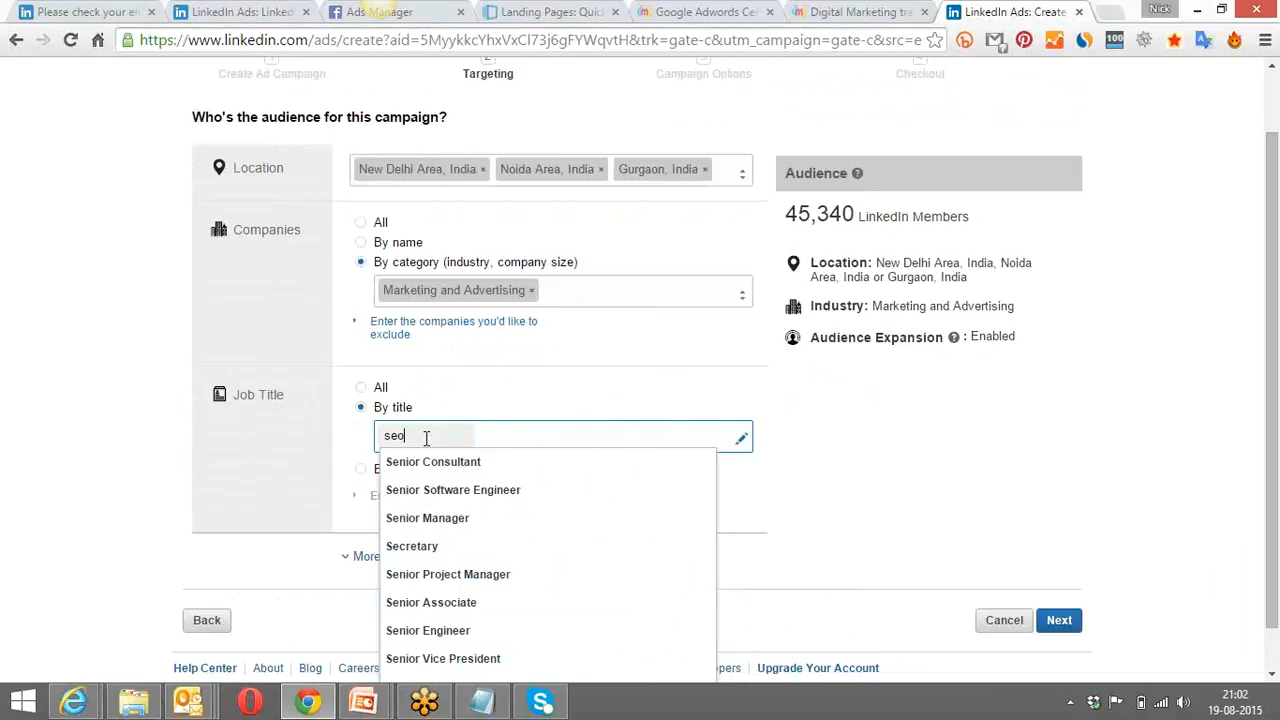 Please check your en
LinkedIn Ads: LinkedIn
Ads Manager
Landing Pages: Quic
Google Adwords Cer
Digital Marketing tra
LinkedIn Ads: Create
Nick
https://www.linkedin.com/ads/create?aid=5MyykkcYhxVxCl73j6gFYWqvtH&trk=gate-c&utm_campaign=gate-c&src=e
100
Create Ad Campaign
2
Targeting
Campaign Options
Checkout
Who's the audience for this campaign?
Location
New Delhi Area, India × Noida Area, India × Gurgaon, India ×
Companies
All
By name
By category (industry, company size)
Marketing and Advertising ×
Enter the companies you'd like to
exclude
Job Title
All
By title
seo
Senior Consultant
Senior Software Engineer
Senior Manager
Secretary
Senior Project Manager
Senior Associate
Senior Engineer
Senior Vice President
More
Audience ?
45,340 LinkedIn Members
Location: New Delhi Area, India, Noida
Area, India or Gurgaon, India
Industry: Marketing and Advertising
Audience Expansion ? : Enabled
Back
Cancel
Next
Help Center
About
Blog
Careers
opers
Upgrade Your Account
21:02
19-08-2015